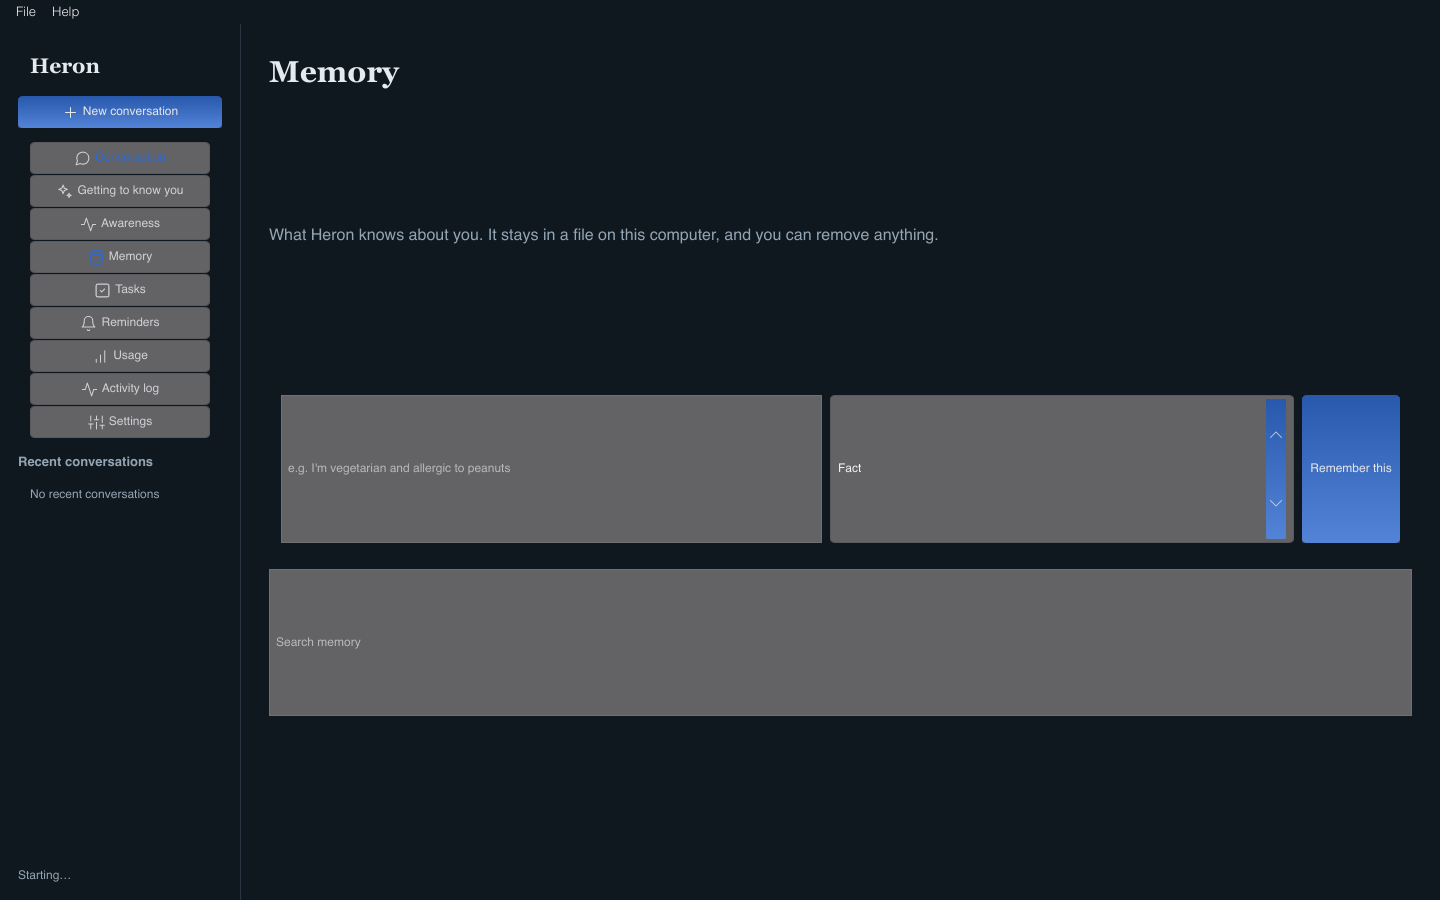 File Help
Heron
New conversation
Getting to know you
Awareness
Memory
Tasks
Reminders
Usage
Activity log
Settings
Recent conversations
No recent conversations
Starting…
Memory
What Heron knows about you. It stays in a file on this computer, and you can remove anything.
e.g. I'm vegetarian and allergic to peanuts
Fact
Remember this
Search memory